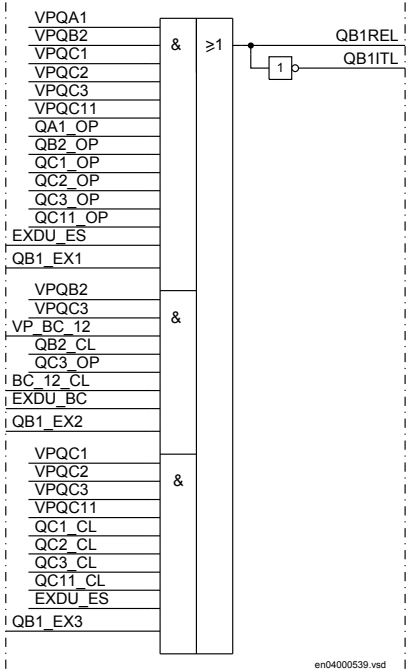 VPQA1
VPQB2
VPQC1
VPQC2
VPQC3
VPQC11
QA1_OP
QB2_OP
QC1_OP
QC2_OP
QC3_OP
QC11_OP
EXDU_ES
QB1_EX1
&
≥1
QB1REL
1
QB1ITL
VPQB2
VPQC3
VP_BC_12
QB2_CL
QC3_OP
BC_12_CL
EXDU_BC
QB1_EX2
&
VPQC1
VPQC2
VPQC3
VPQC11
QC1_CL
QC2_CL
QC3_CL
QC11_CL
EXDU_ES
QB1_EX3
&
en04000539.vsd